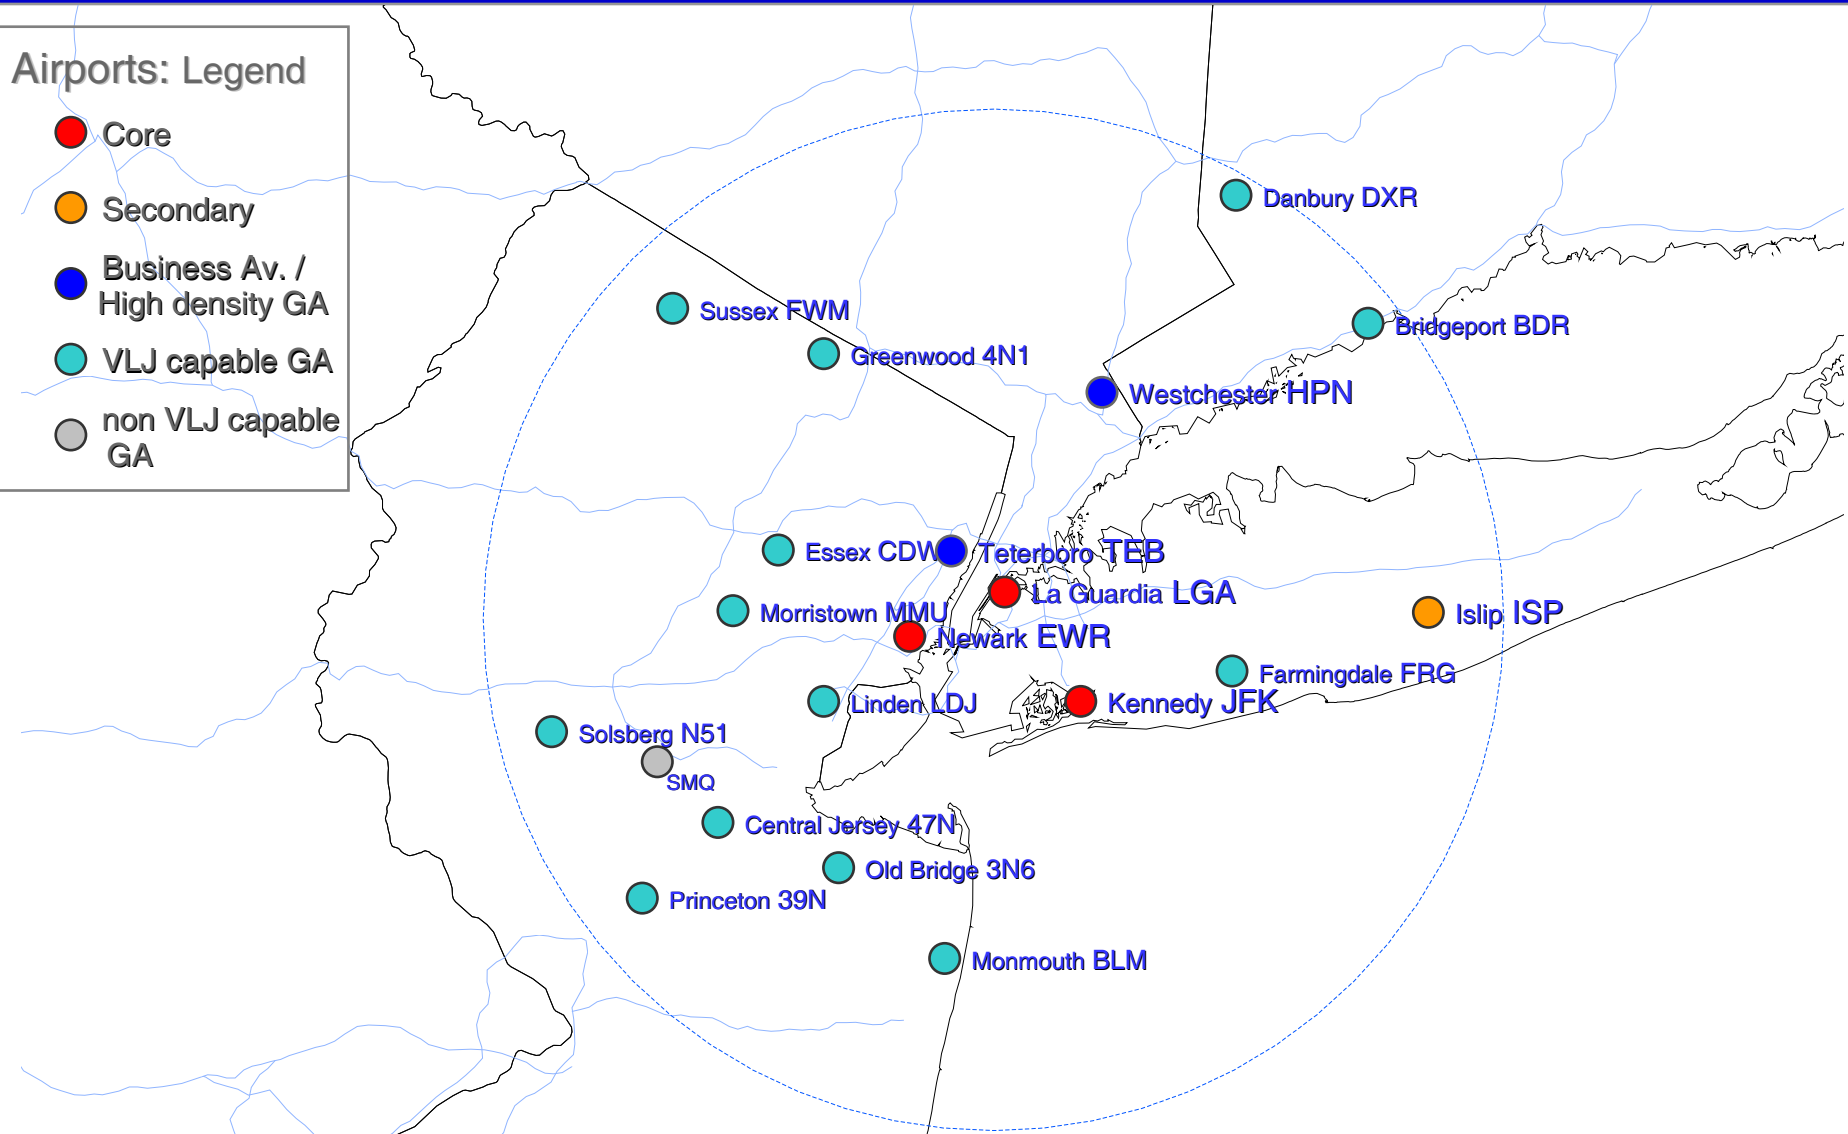 Airports: Legend
Core
Secondary
Business Av. /
High density GA
VLJ capable GA
non VLJ capable
GA
Danbury DXR
Sussex FWM
Bridgeport BDR
Greenwood 4N1
Westchester HPN
Essex CDW
Teterboro TEB
La Guardia LGA
Morristown MMU
Islip ISP
Newark EWR
Farmingdale FRG
Linden LDJ
Kennedy JFK
Solsberg N51
SMQ
Central Jersey 47N
Old Bridge 3N6
Princeton 39N
Monmouth BLM